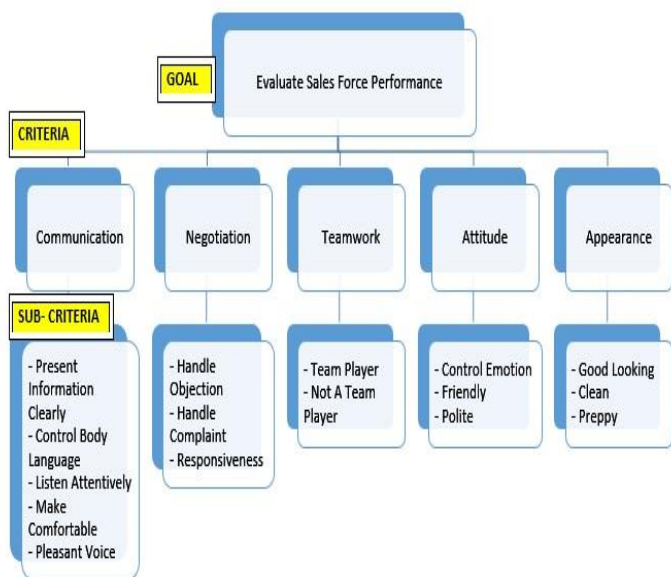 GOAL
Evaluate Sales Force Performance
CRITERIA
Communication
Negotiation
Teamwork
Attitude
Appearance
SUB- CRITERIA
- Present
Information
Clearly
- Control Body
Language
- Listen Attentively
- Make
Comfortable
- Pleasant Voice
- Handle
Objection
- Handle
Complaint
- Responsiveness
- Team Player
- Not A Team
Player
- Control Emotion
- Friendly
- Polite
- Good Looking
- Clean
- Preppy